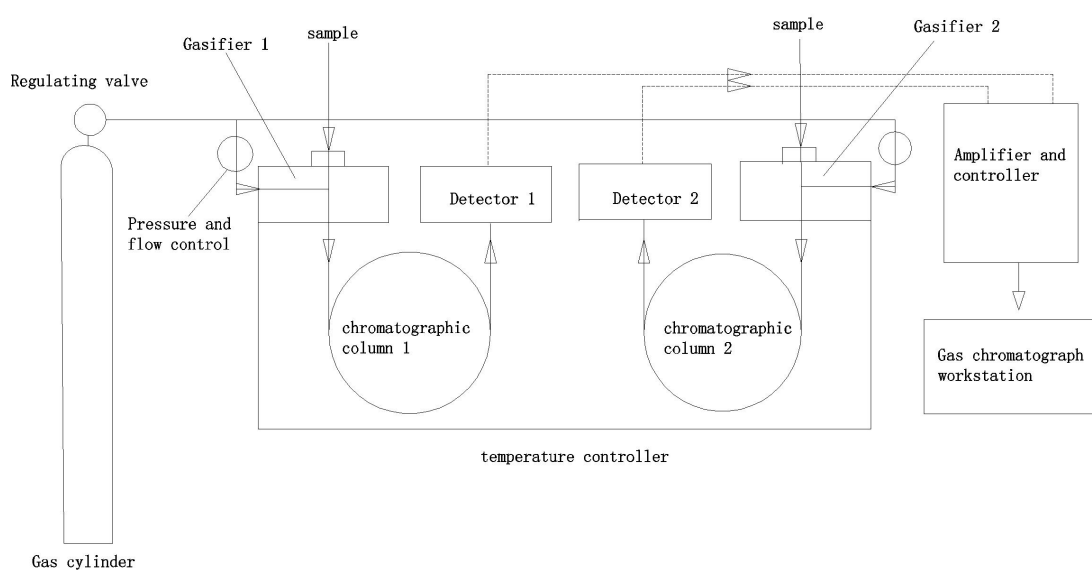 sample
sample
Gasifier 1
Gasifier 2
Regulating valve
Amplifier and
controller
Detector 1
Detector 2
Pressure and
flow control
chromatographic
column 1
chromatographic
column 2
Gas chromatograph
workstation
temperature controller
Gas cylinder